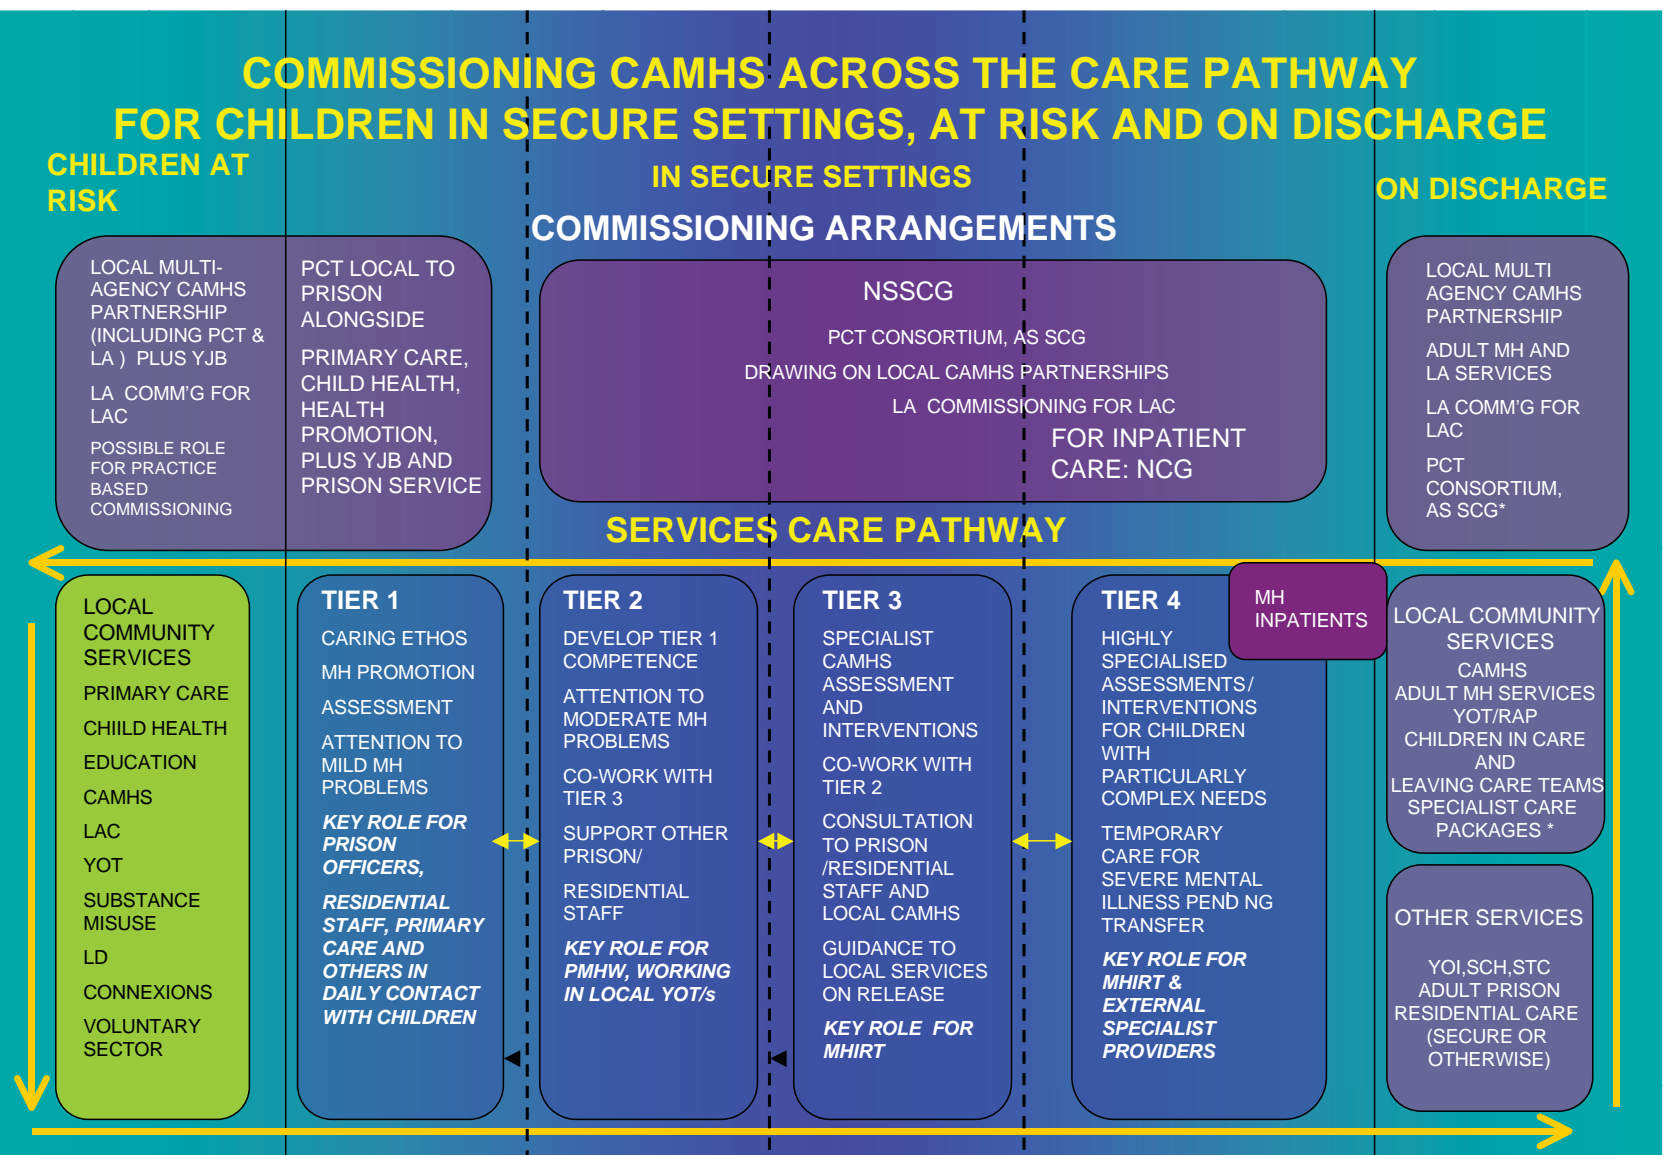 COMMISSIONING CAMHS ACROSS THE CARE PATHWAY
FOR CHILDREN IN SECURE SETTINGS, AT RISK AND ON DISCHARGE
CHILDREN AT
RISK
IN SECURE SETTINGS
ON DISCHARGE
COMMISSIONING ARRANGEMENTS
LOCAL MULTI-
AGENCY CAMHS
PARTNERSHIP
(INCLUDING PCT &
LA ) PLUS YJB
LA COMM'G FOR
LAC
POSSIBLE ROLE
FOR PRACTICE
BASED
COMMISSIONING
PCT LOCAL TO
PRISON
ALONGSIDE
PRIMARY CARE,
CHILD HEALTH,
HEALTH
PROMOTION,
PLUS YJB AND
PRISON SERVICE
NSSCG
PCT CONSORTIUM, AS SCG
DRAWING ON LOCAL CAMHS PARTNERSHIPS
LA COMMISSIONING FOR LAC
FOR INPATIENT
CARE: NCG
LOCAL MULTI
AGENCY CAMHS
PARTNERSHIP
ADULT MH AND
LA SERVICES
LA COMM'G FOR
LAC
PCT
CONSORTIUM,
AS SCG*
SERVICES CARE PATHWAY
LOCAL
COMMUNITY
SERVICES
PRIMARY CARE
CHIILD HEALTH
EDUCATION
CAMHS
LAC
YOT
SUBSTANCE
MISUSE
LD
CONNEXIONS
VOLUNTARY
SECTOR
TIER 1
CARING ETHOS
MH PROMOTION
ASSESSMENT
ATTENTION TO
MILD MH
PROBLEMS
KEY ROLE FOR
PRISON
OFFICERS,
RESIDENTIAL
STAFF, PRIMARY
CARE AND
OTHERS IN
DAILY CONTACT
WITH CHILDREN
TIER 2
DEVELOP TIER 1
COMPETENCE
ATTENTION TO
MODERATE MH
PROBLEMS
CO-WORK WITH
TIER 3
SUPPORT OTHER
PRISON/
RESIDENTIAL
STAFF
KEY ROLE FOR
PMHW, WORKING
IN LOCAL YOT/s
TIER 3
SPECIALIST
CAMHS
ASSESSMENT
AND
INTERVENTIONS
CO-WORK WITH
TIER 2
CONSULTATION
TO PRISON
/RESIDENTIAL
STAFF AND
LOCAL CAMHS
GUIDANCE TO
LOCAL SERVICES
ON RELEASE
KEY ROLE FOR
MHIRT
TIER 4
HIGHLY
SPECIALISED
ASSESSMENTS/
INTERVENTIONS
FOR CHILDREN
WITH
PARTICULARLY
COMPLEX NEEDS
TEMPORARY
CARE FOR
SEVERE MENTAL
ILLNESS PENDING
TRANSFER
KEY ROLE FOR
MHIRT &
EXTERNAL
SPECIALIST
PROVIDERS
MH
INPATIENTS
LOCAL COMMUNITY
SERVICES
CAMHS
ADULT MH SERVICES
YOT/RAP
CHILDREN IN CARE
AND
LEAVING CARE TEAMS
SPECIALIST CARE
PACKAGES *
OTHER SERVICES
YOI,SCH,STC
ADULT PRISON
RESIDENTIAL CARE
(SECURE OR
OTHERWISE)